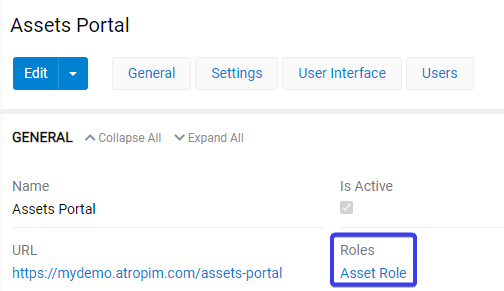 Assets Portal
Edit General Settings User Interface Users
GENERAL Collapse All Expand All
Name Is Active
Assets Portal
URL Roles
https://mydemo.atropim.com/assets-portal Asset Role